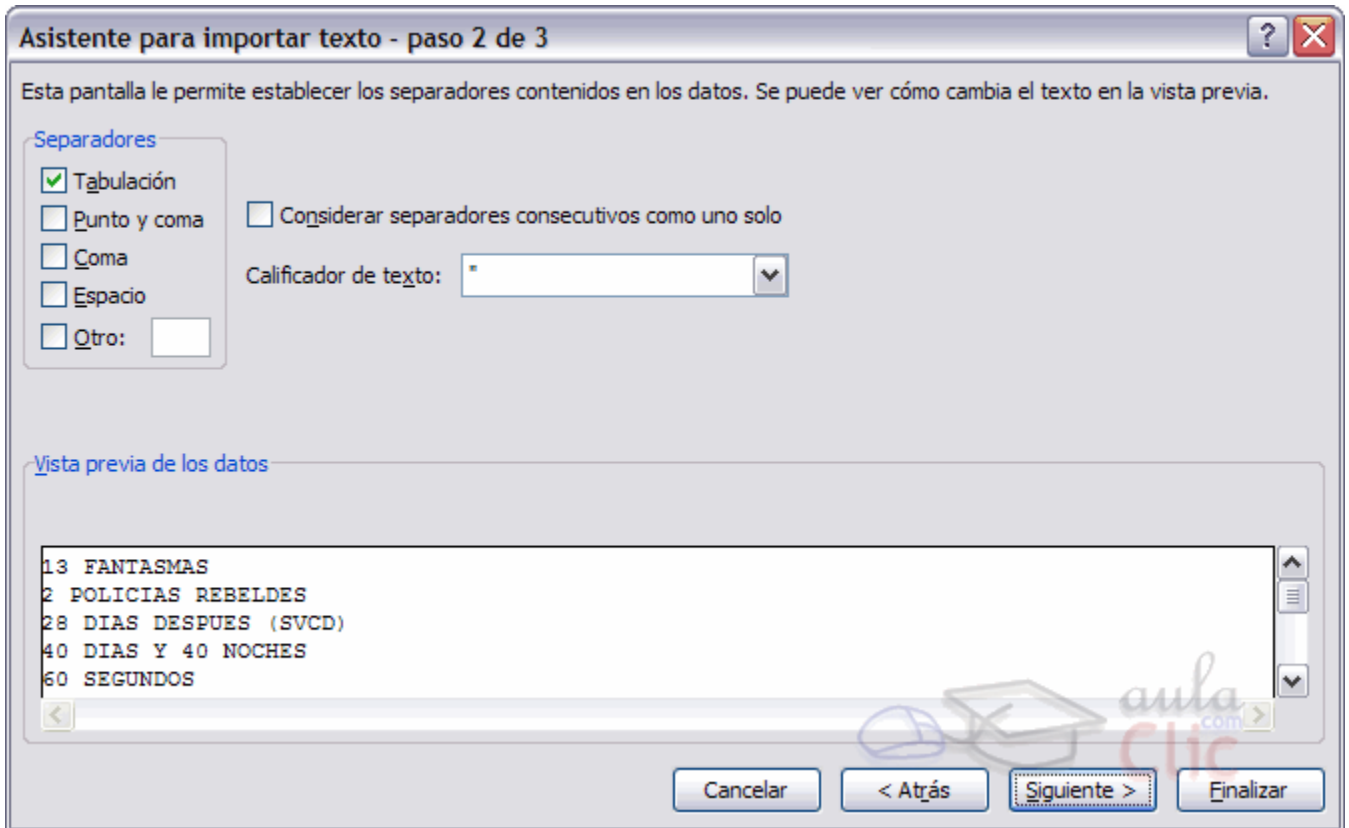 Asistente para importar texto - paso 2 de 3
Esta pantalla le permite establecer los separadores contenidos en los datos. Se puede ver cómo cambia el texto en la vista previa.
Separadores
Tabulación
Punto y coma
Considerar separadores consecutivos como uno solo
Coma
Calificador de texto: "
Espacio
Otro:
Vista previa de los datos
13 FANTASMAS
2 POLICIAS REBELDES
28 DIAS DESPUES (SVCD)
40 DIAS Y 40 NOCHES
60 SEGUNDOS
aula
.com
Clic
Cancelar
< Atrás
Siguiente >
Finalizar